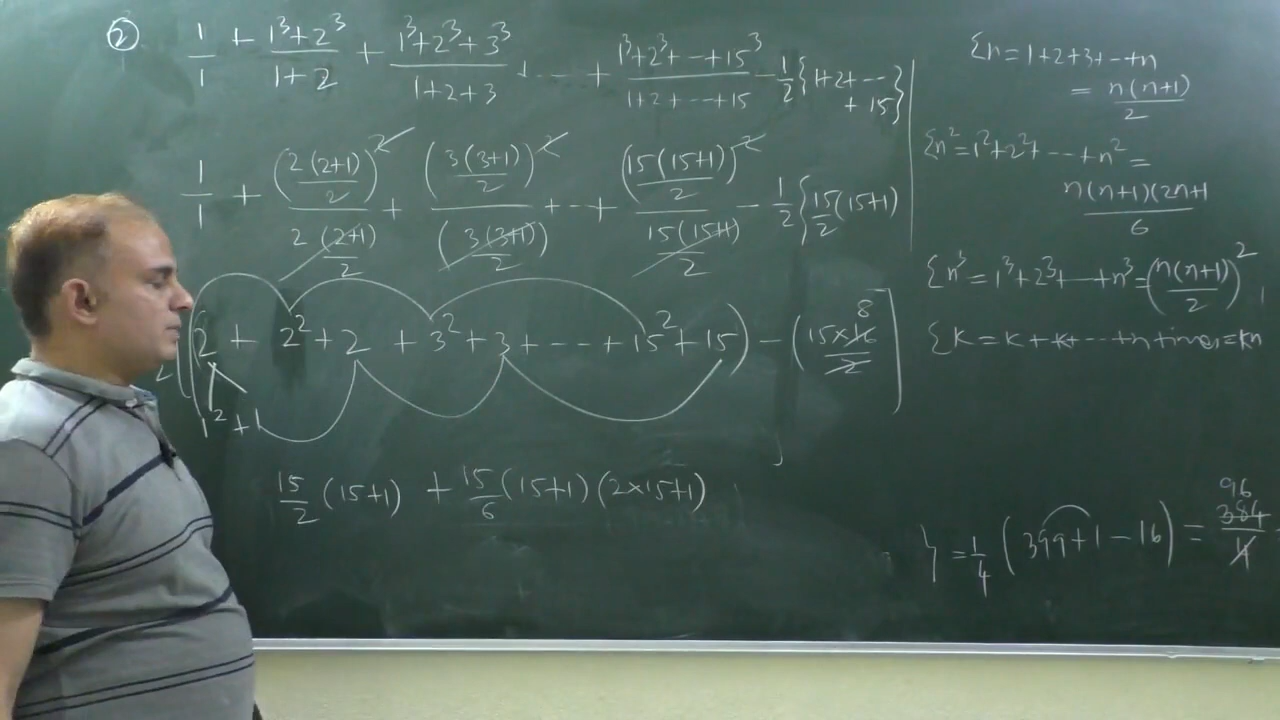 ② 1/1 + (1³+2³)/(1+2) + (1³+2³+3³)/(1+2+3) + ---- + (1³+2³+--+15³)/(1+2+--+15) - 1/2 {1+2+--+15}
1/1 + (2(2+1)/2)²/(2(2+1)/2) + (3(3+1)/2)²/(3(3+1)/2) + --+ (15(15+1)/2)²/(15(15+1)/2) - 1/2 {15/2 (15+1)
2 + 2²+2 + 3²+3+---+15²+15) - (15×16/2 8
1²+1
15/2 (15+1) + 15/6 (15+1)(2×15+1)
Σn=1+2+3+--+n
= n(n+1)/2
Σn²=1²+2²+--+n²=
n(n+1)(2n+1/6
Σn³=1³+2³+--+n³=(n(n+1)/2)²
Σk=k+k+--+n times=kn
} = 1/4 (399+1-16) = 384/4 96